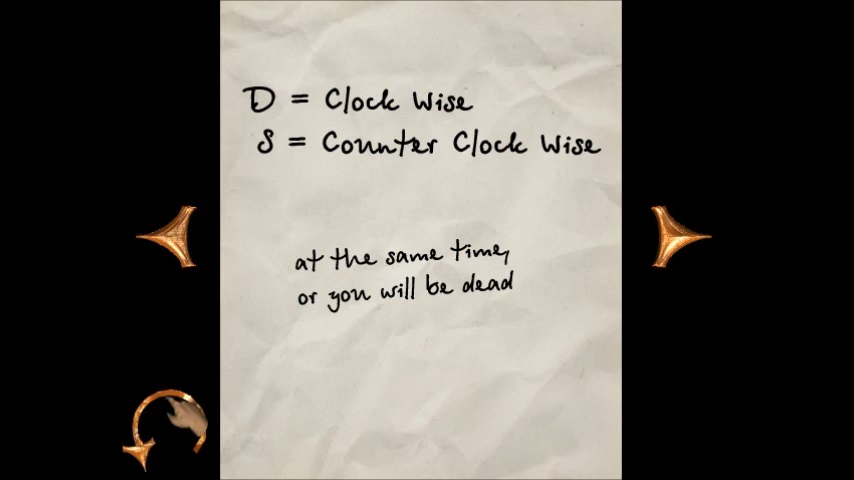 D = Clock Wise
S = Counter Clock Wise
at the same time,
or you will be dead